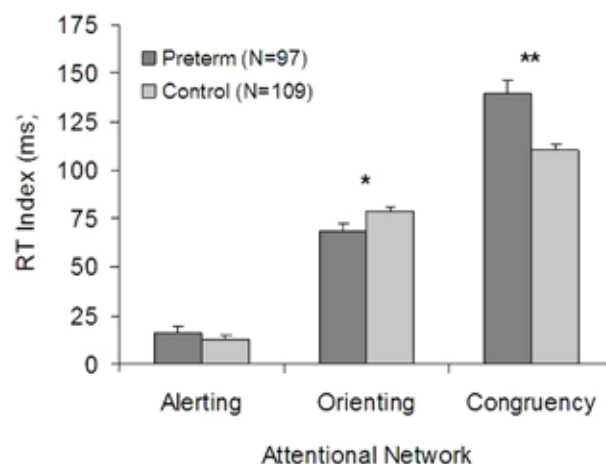 175
150
125
100
75
50
25
0
RT Index (ms)
Preterm (N=97)
Control (N=109)
*
**
Alerting
Orienting
Congruency
Attentional Network